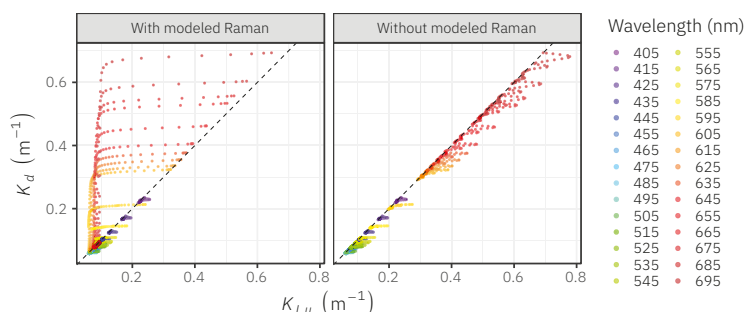 With modeled Raman
Without modeled Raman
Wavelength (nm)
405 555
415 565
425 575
435 585
445 595
455 605
465 615
475 625
485 635
495 645
505 655
515 665
525 675
535 685
545 695
K_d (m⁻¹)
0.6
0.4
0.2
0.2 0.4 0.6 0.8
0.2 0.4 0.6 0.8
(m⁻¹)